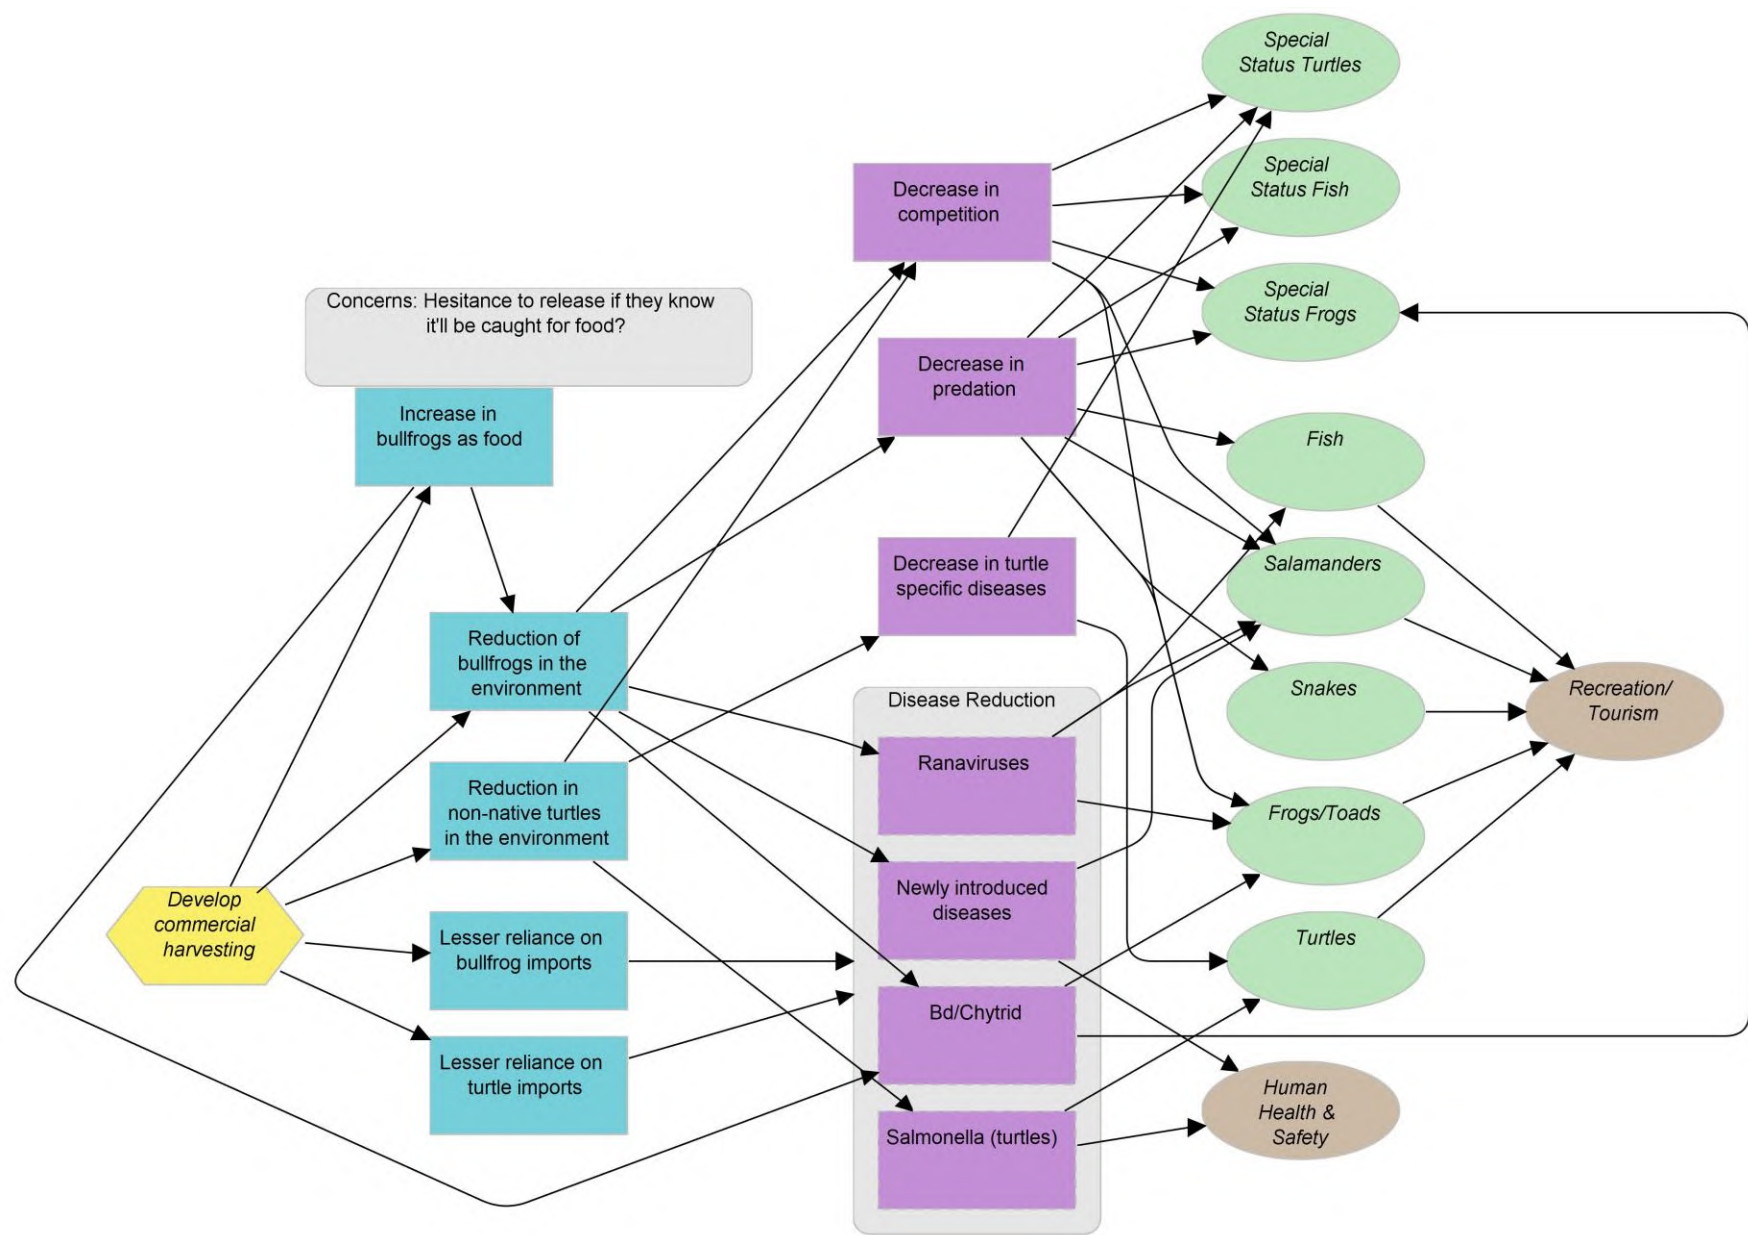 Special
Status Turtles
Special
Status Fish
Special
Status Frogs
Decrease in
competition
Concerns: Hesitance to release if they know
it'll be caught for food?
Increase in
bullfrogs as food
Decrease in
predation
Fish
Salamanders
Decrease in turtle
specific diseases
Reduction of
bullfrogs in the
environment
Snakes
Recreation/
Tourism
Disease Reduction
Ranaviruses
Reduction in
non-native turtles
in the environment
Frogs/Toads
Develop
commercial
harvesting
Newly introduced
diseases
Lesser reliance on
bullfrog imports
Turtles
Bd/Chytrid
Lesser reliance on
turtle imports
Human
Health &
Safety
Salmonella (turtles)